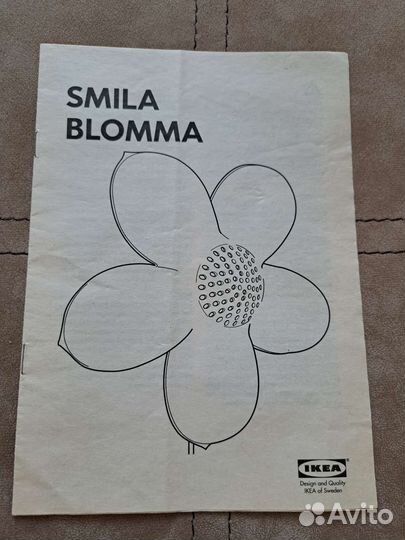 SMILA
BLOMMA
IKEA
Design and Quality
IKEA of Sweden
Avito